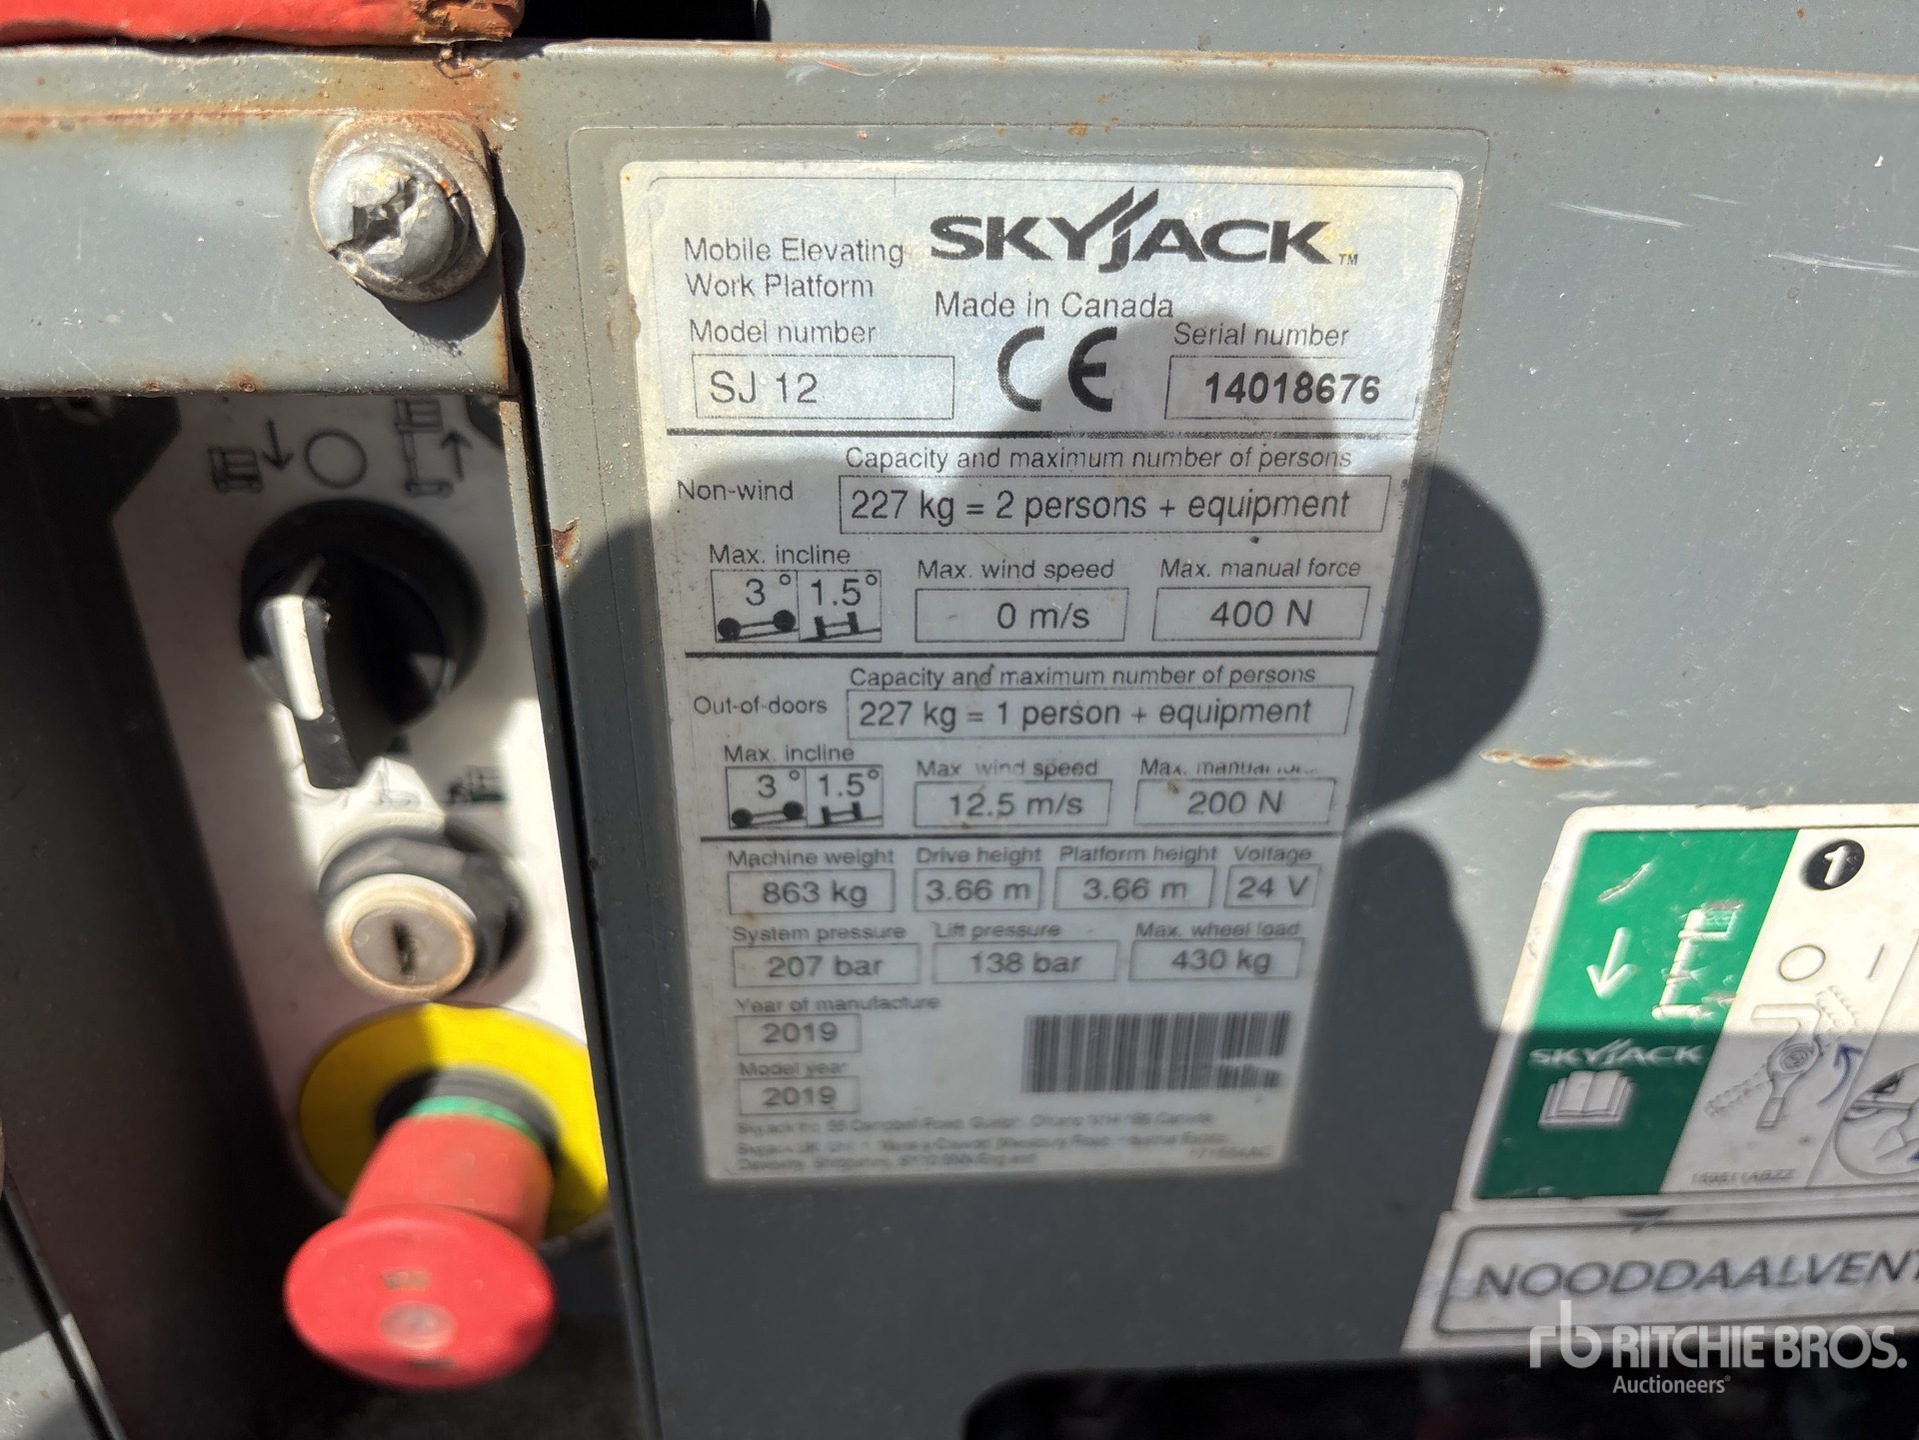 Mobile Elevating
Work Platform
SKYJACK™
Made in Canada
Model number
SJ 12
CE
Serial number
14018676
Capacity and maximum number of persons
Non-wind
227 kg = 2 persons + equipment
Max. incline
3° 1.5°
Max. wind speed
0 m/s
Max. manual force
400 N
Capacity and maximum number of persons
Out-of-doors
227 kg = 1 person + equipment
Max. incline
3° 1.5°
Max wind speed
12.5 m/s
Max. manual
200 N
Machine weight
863 kg
Drive height
3.66 m
Platform height
3.66 m
Voltage
24 V
System pressure
207 bar
Lift pressure
138 bar
Max. wheel load
430 kg
Year of manufacture
2019
Model year
2019
1
SKYJACK
NOODDAALVENT
rb RITCHIE BROS.
Auctioneers